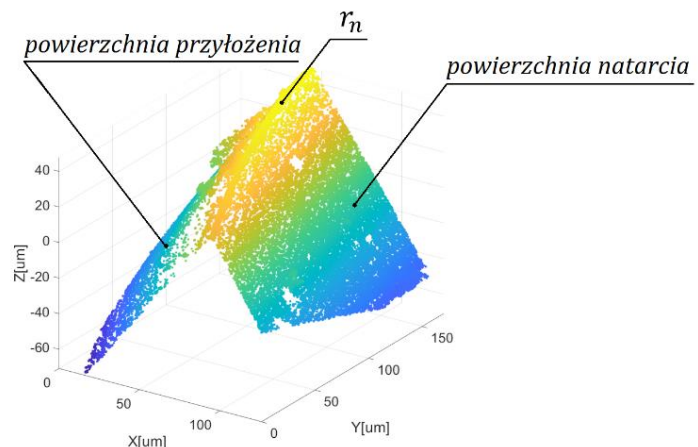 r_n
powierzchnia przyłożenia
powierzchnia natarcia
40
20
0
-20
-40
-60
Z[um]
0
50
100
X[um]
0
50
100
150
Y[um]